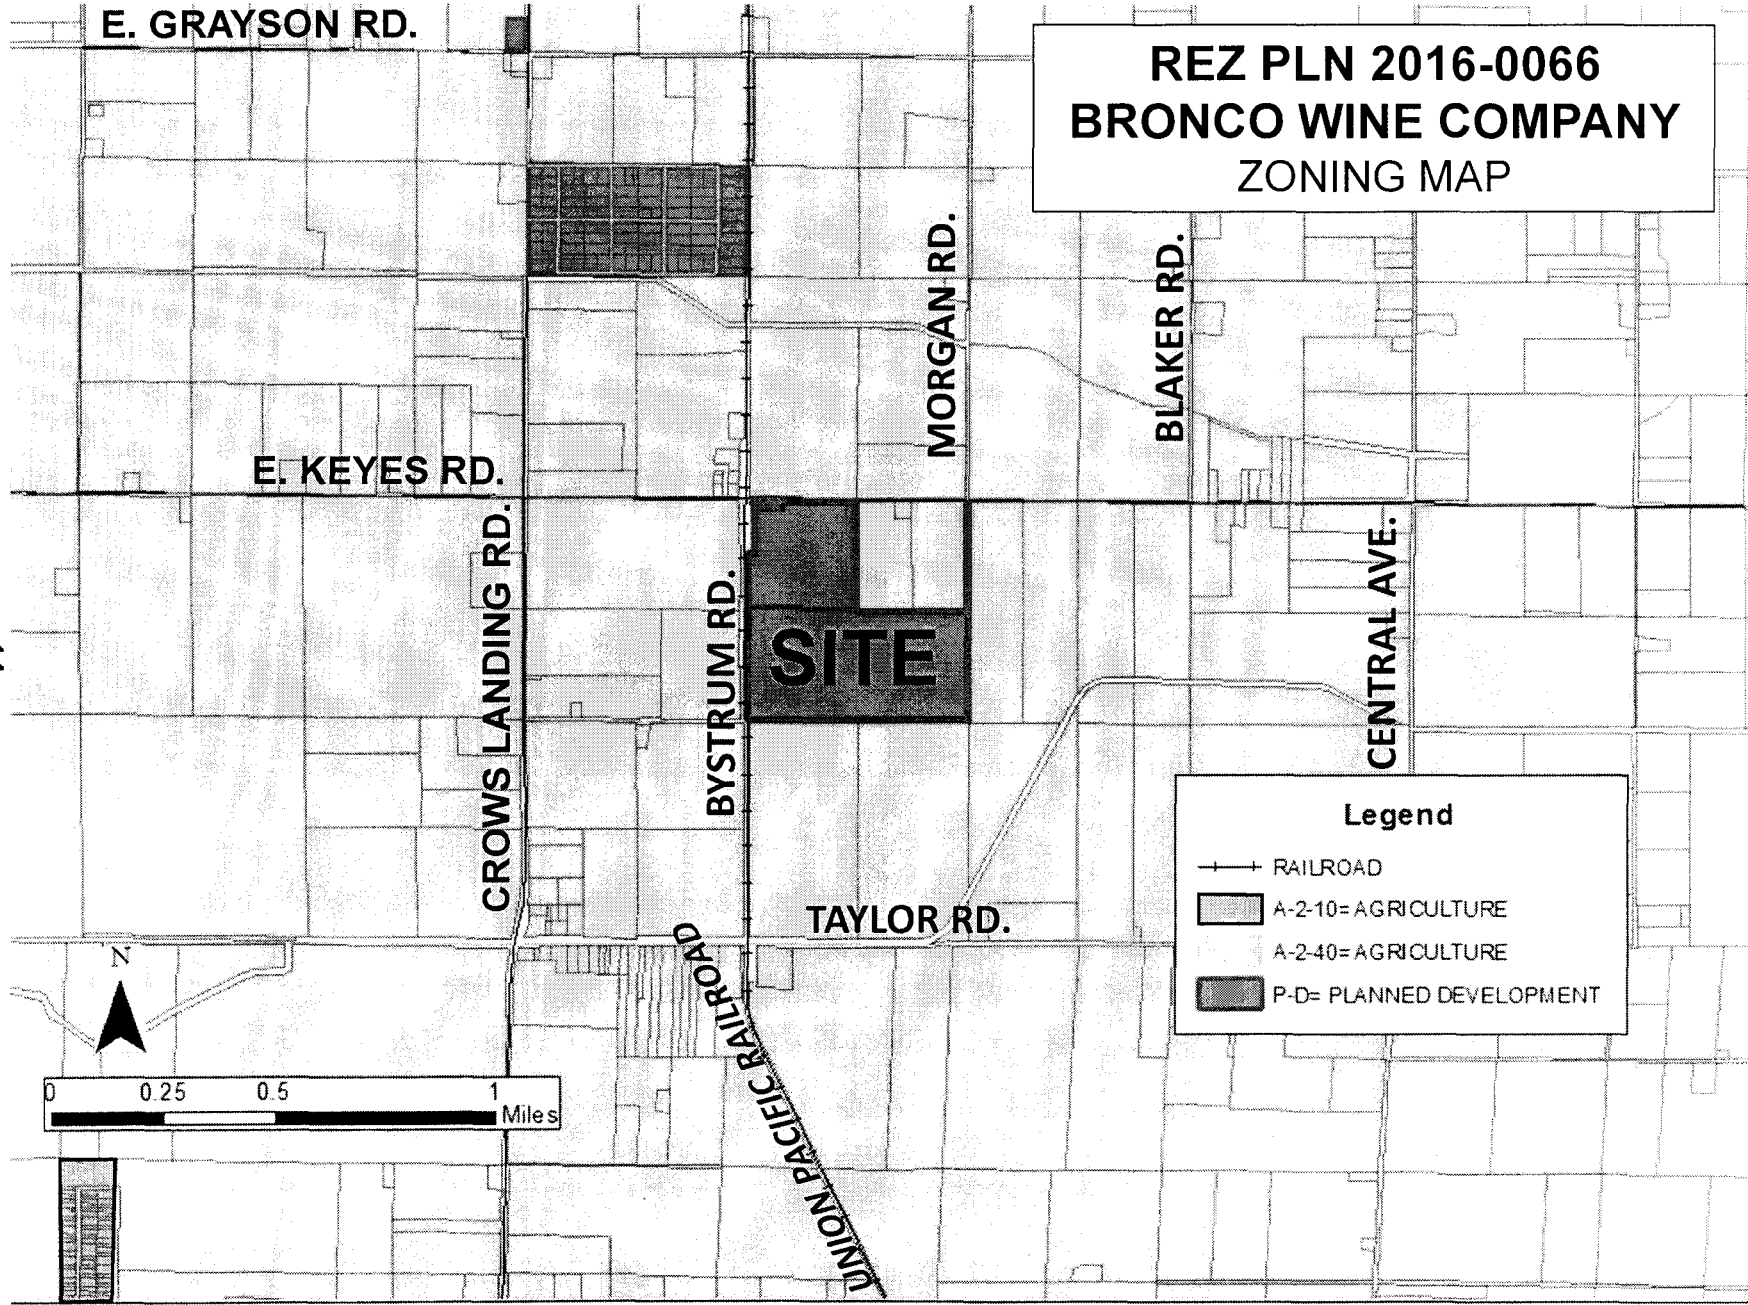 E. GRAYSON RD.
REZ PLN 2016-0066
BRONCO WINE COMPANY
ZONING MAP
MORGAN RD.
BLAKER RD.
E. KEYES RD.
CROWS LANDING RD.
BYSTRUM RD.
SITE
CENTRAL AVE.
TAYLOR RD.
UNION PACIFIC RAILROAD
Legend
RAILROAD
A-2-10= AGRICULTURE
A-2-40= AGRICULTURE
P-D= PLANNED DEVELOPMENT
N
0 0.25 0.5 1
Miles